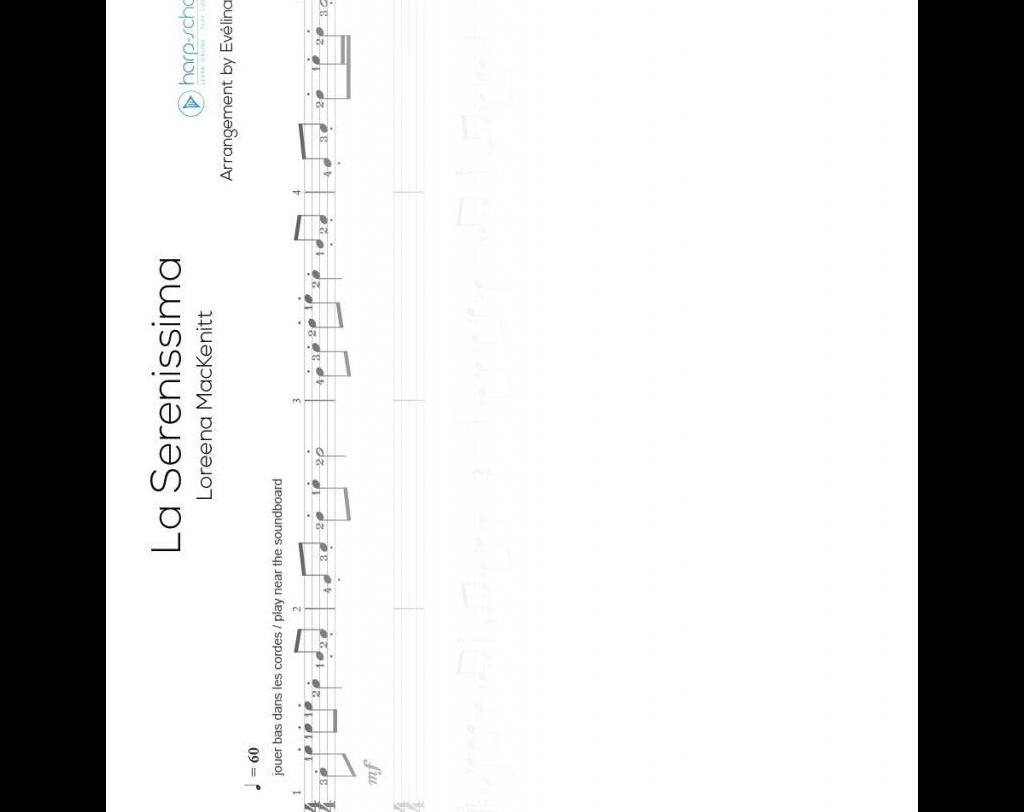 La Serenissima
Loreena MacKenitt
harp-scho
Arrangement by Evélina
♩ = 60
jouer bas dans les cordes / play near the soundboard
1 2 3 4
3 1 1 1 2 1 2 4 3 2 1 2 4 3 2 1 2 1 2 4 3 2 1 2 3
mf